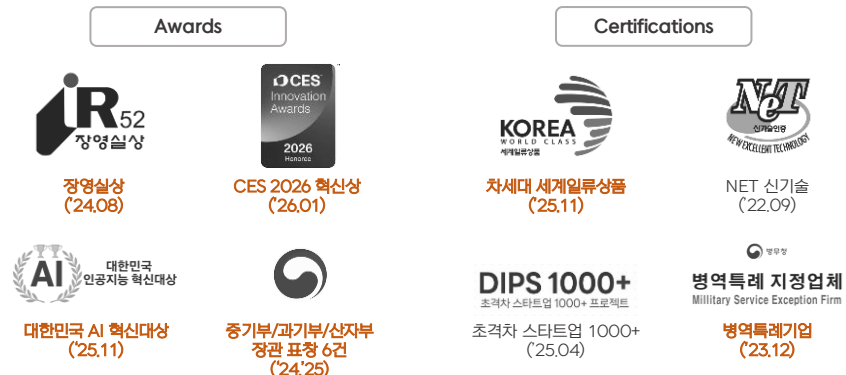 Awards
iR52
장영실상
장영실상
('24.08)
CES
Innovation
Awards
2026
Honoree
CES 2026 혁신상
('26.01)
AI
대한민국
인공지능 혁신대상
대한민국 AI 혁신대상
('25.11)
중기부/과기부/산자부
장관 표창 6건
('24,'25)
Certifications
KOREA
WORLD CLASS
세계일류상품
차세대 세계일류상품
('25.11)
NeT
신기술인증
NEW EXCELLENT TECHNOLOGY
NET 신기술
('22.09)
DIPS 1000+
초격차 스타트업 1000+ 프로젝트
초격차 스타트업 1000+
('25.04)
병무청
병역특례 지정업체
Millitary Service Exception Firm
병역특례기업
('23.12)